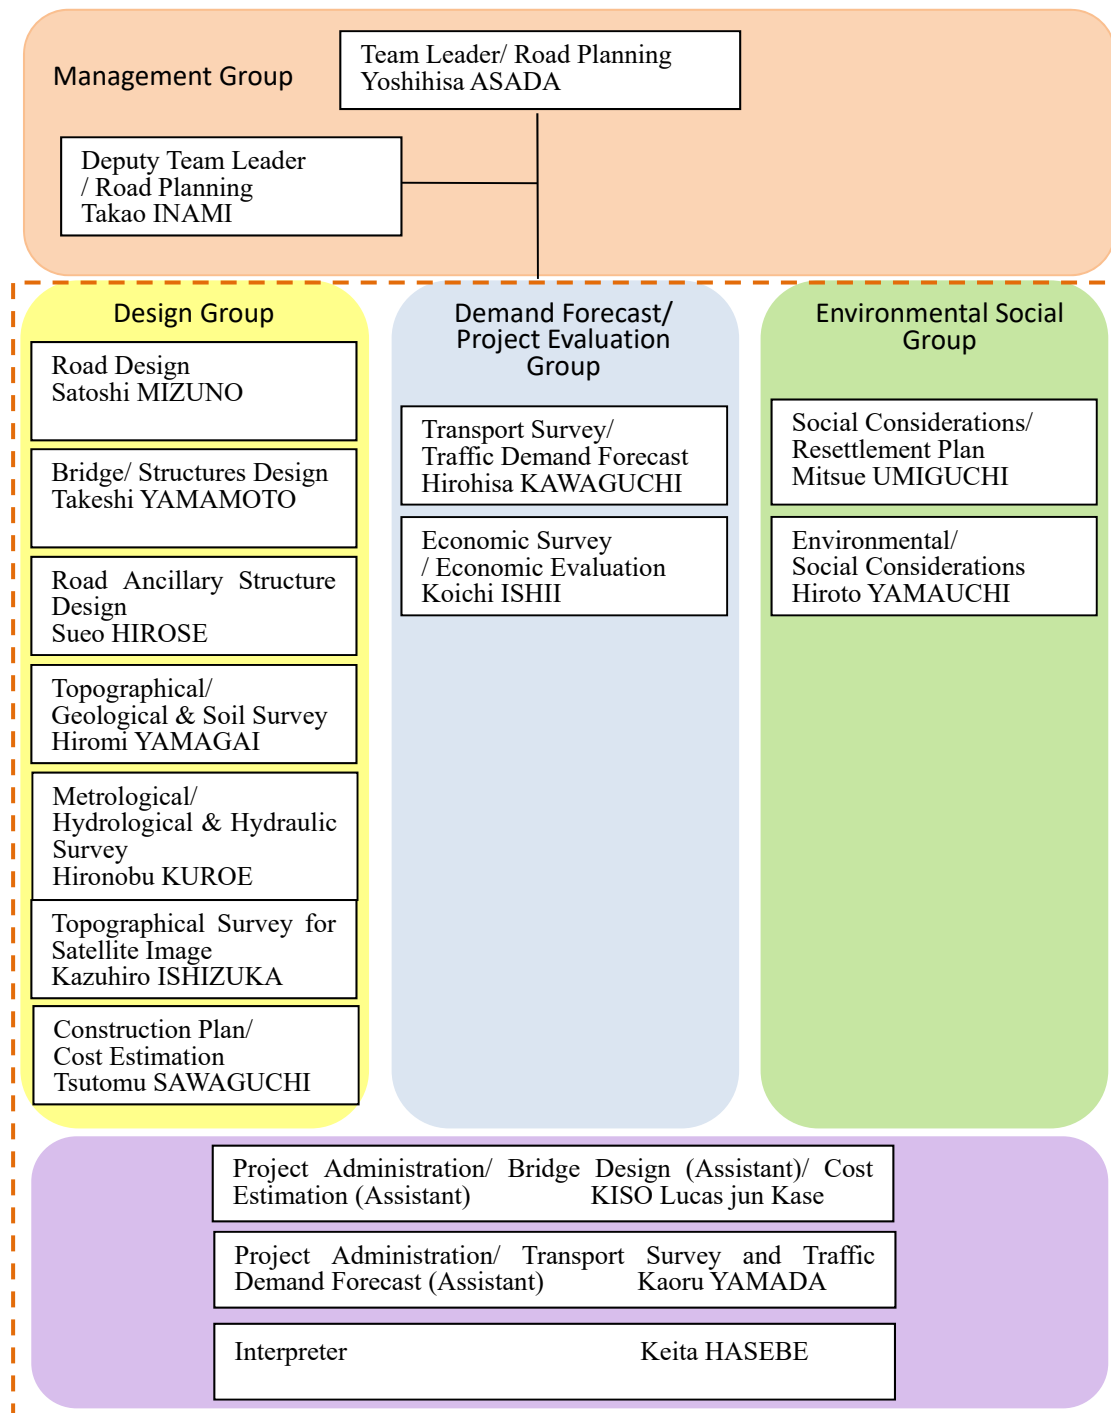 Management Group
Team Leader/ Road Planning
Yoshihisa ASADA
Deputy Team Leader
/ Road Planning
Takao INAMI
Design Group
Road Design
Satoshi MIZUNO
Bridge/ Structures Design
Takeshi YAMAMOTO
Road Ancillary Structure
Design
Sueo HIROSE
Topographical/
Geological & Soil Survey
Hiromi YAMAGAI
Metrological/
Hydrological & Hydraulic
Survey
Hironobu KUROE
Topographical Survey for
Satellite Image
Kazuhiro ISHIZUKA
Construction Plan/
Cost Estimation
Tsutomu SAWAGUCHI
Demand Forecast/
Project Evaluation
Group
Transport Survey/
Traffic Demand Forecast
Hirohisa KAWAGUCHI
Economic Survey
/ Economic Evaluation
Koichi ISHII
Environmental Social
Group
Social Considerations/
Resettlement Plan
Mitsue UMIGUCHI
Environmental/
Social Considerations
Hiroto YAMAUCHI
Project Administration/ Bridge Design (Assistant)/ Cost
Estimation (Assistant) KISO Lucas jun Kase
Project Administration/ Transport Survey and Traffic
Demand Forecast (Assistant) Kaoru YAMADA
Interpreter Keita HASEBE